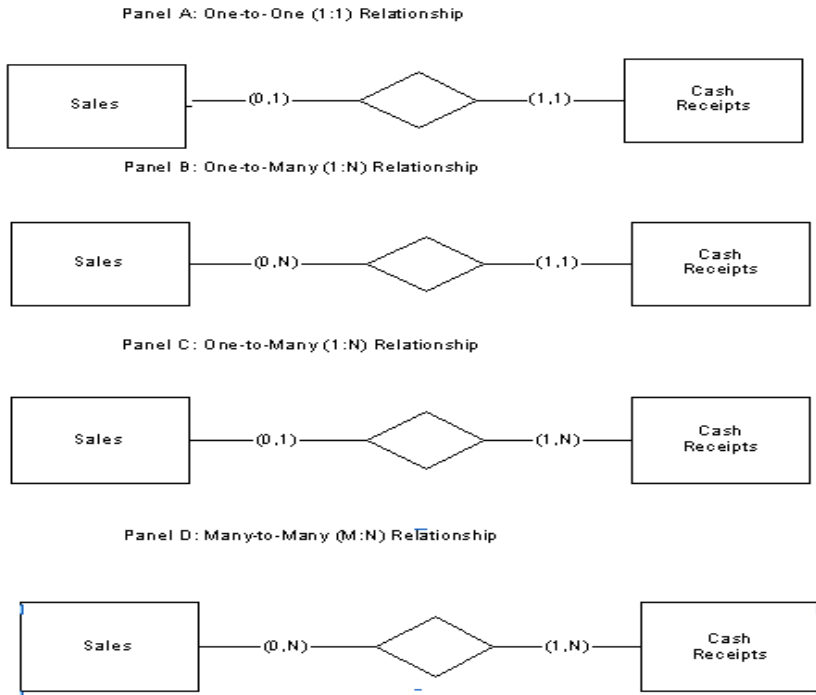 Panel A: One-to-One (1:1) Relationship
Sales
(0,1)
(1,1)
Cash
Receipts
Panel B: One-to-Many (1:N) Relationship
Sales
(0,N)
(1,1)
Cash
Receipts
Panel C: One-to-Many (1:N) Relationship
Sales
(0,1)
(1,N)
Cash
Receipts
Panel D: Many-to-Many (M:N) Relationship
Sales
(0,N)
(1,N)
Cash
Receipts